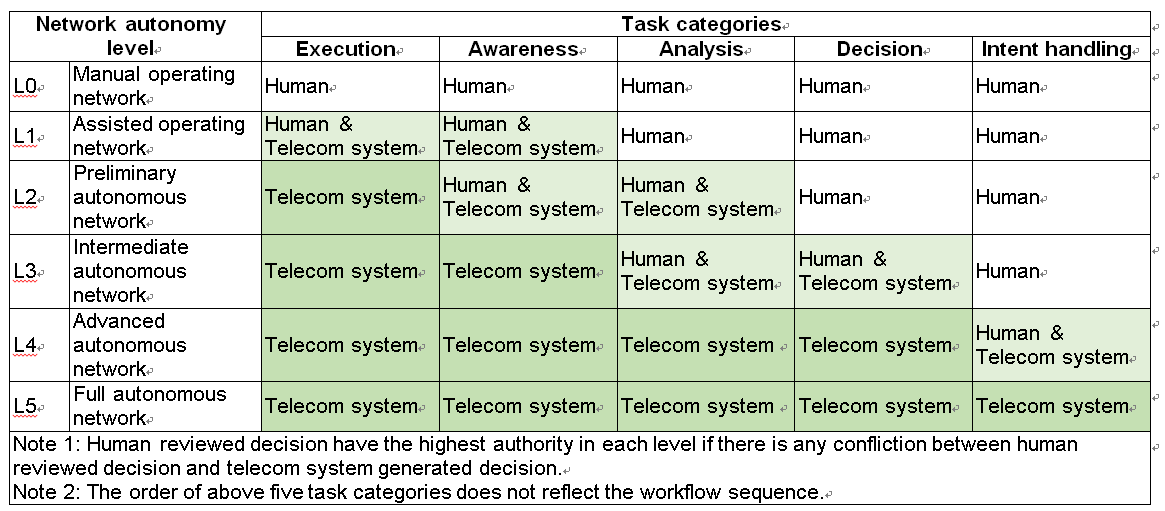 Network autonomy level Task categories
Execution Awareness Analysis Decision Intent handling
L0 Manual operating network Human Human Human Human Human
L1 Assisted operating network Human & Telecom system Human & Telecom system Human Human Human
L2 Preliminary autonomous network Telecom system Human & Telecom system Human & Telecom system Human Human
L3 Intermediate autonomous network Telecom system Telecom system Human & Telecom system Human & Telecom system Human
L4 Advanced autonomous network Telecom system Telecom system Telecom system Telecom system Human & Telecom system
L5 Full autonomous network Telecom system Telecom system Telecom system Telecom system Telecom system
Note 1: Human reviewed decision have the highest authority in each level if there is any confliction between human
reviewed decision and telecom system generated decision.
Note 2: The order of above five task categories does not reflect the workflow sequence.